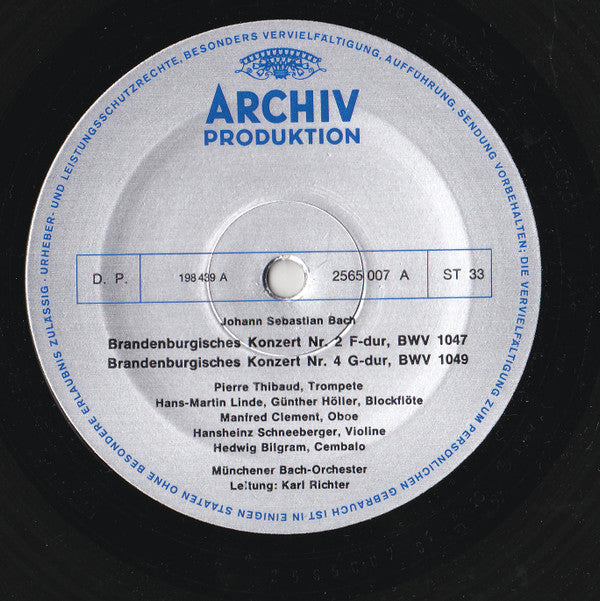 URHEBER- UND LEISTUNGSSCHUTZRECHTE, BESONDERS VERVIELFÄLTIGUNG, AUFFÜHRUNG, SENDUNG VORBEHALTEN; DIE VERVIELFÄLTIGUNG ZUM PERSÖNLICHEN GEBRAUCH IST IN EINIGEN STAATEN OHNE BESONDERE ERLAUBNIS ZULÄSSIG ·
ARCHIV
PRODUKTION
D. P. 198 439 A 2565 007 A ST 33
Johann Sebastian Bach
Brandenburgisches Konzert Nr. 2 F-dur, BWV 1047
Brandenburgisches Konzert Nr. 4 G-dur, BWV 1049
Pierre Thibaud, Trompete
Hans-Martin Linde, Günther Höller, Blockflöte
Manfred Clement, Oboe
Hansheinz Schneeberger, Violine
Hedwig Bilgram, Cembalo
Münchener Bach-Orchester
Leitung: Karl Richter